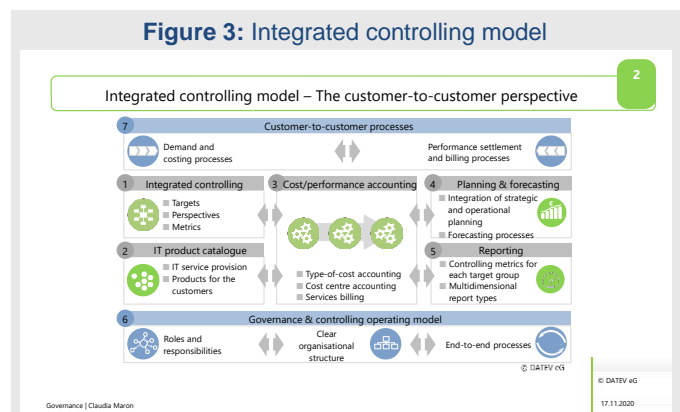 Figure 3: Integrated controlling model
2
Integrated controlling model – The customer-to-customer perspective
7 Customer-to-customer processes
Demand and
costing processes
Performance settlement
and billing processes
1 Integrated controlling
Targets
Perspectives
Metrics
3 Cost/performance accounting
Type-of-cost accounting
Cost centre accounting
Services billing
4 Planning & forecasting
Integration of strategic
and operational
planning
Forecasting processes
2 IT product catalogue
IT service provision
Products for the
customers
5 Reporting
Controlling metrics for
each target group
Multidimensional
report types
6 Governance & controlling operating model
Roles and
responsibilities
Clear
organisational
structure
End-to-end processes
© DATEV eG
© DATEV eG
Governance | Claudia Maron
17.11.2020